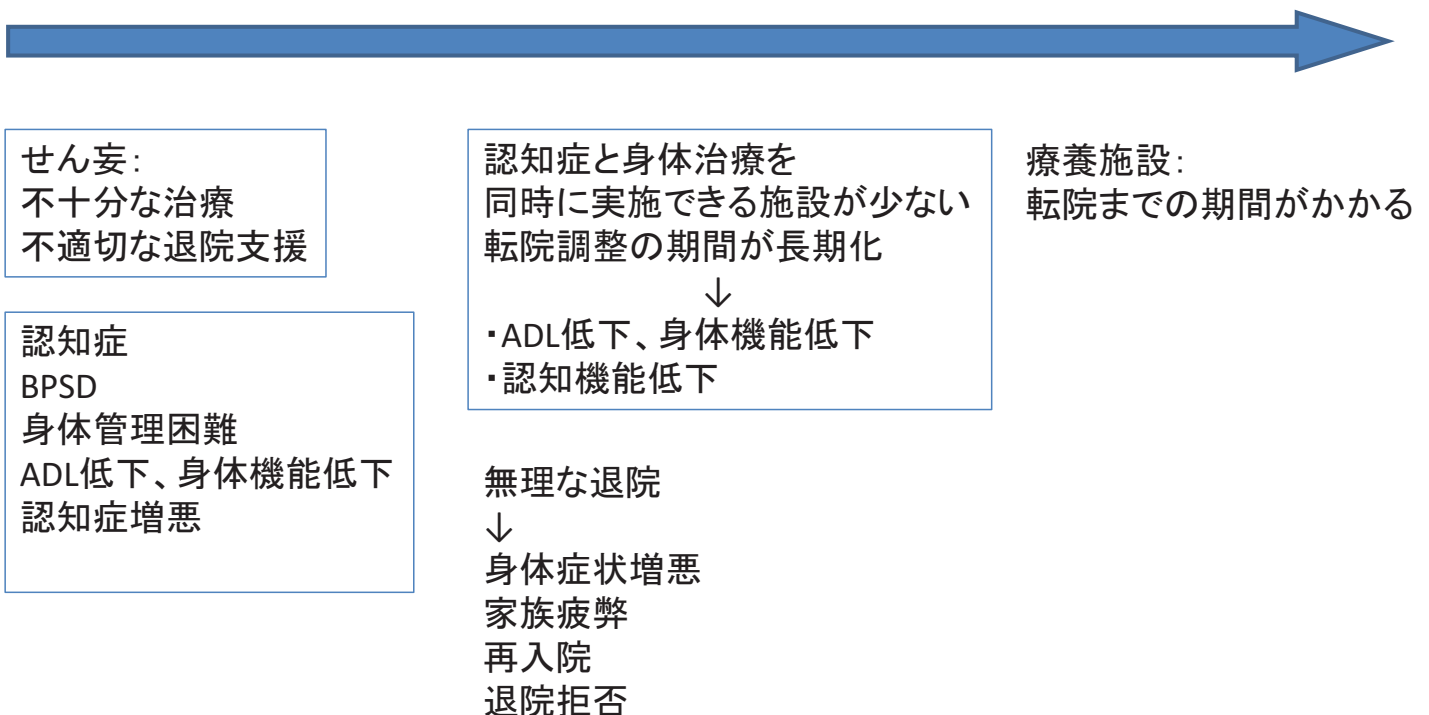 せん妄：
不十分な治療
不適切な退院支援
認知症
BPSD
身体管理困難
ADL低下、身体機能低下
認知症増悪
認知症と身体治療を
同時に実施できる施設が少ない
転院調整の期間が長期化
↓
・ADL低下、身体機能低下
・認知機能低下
無理な退院
↓
身体症状増悪
家族疲弊
再入院
退院拒否
療養施設：
転院までの期間がかかる